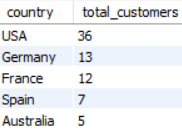 country total_customers
USA 36
Germany 13
France 12
Spain 7
Australia 5